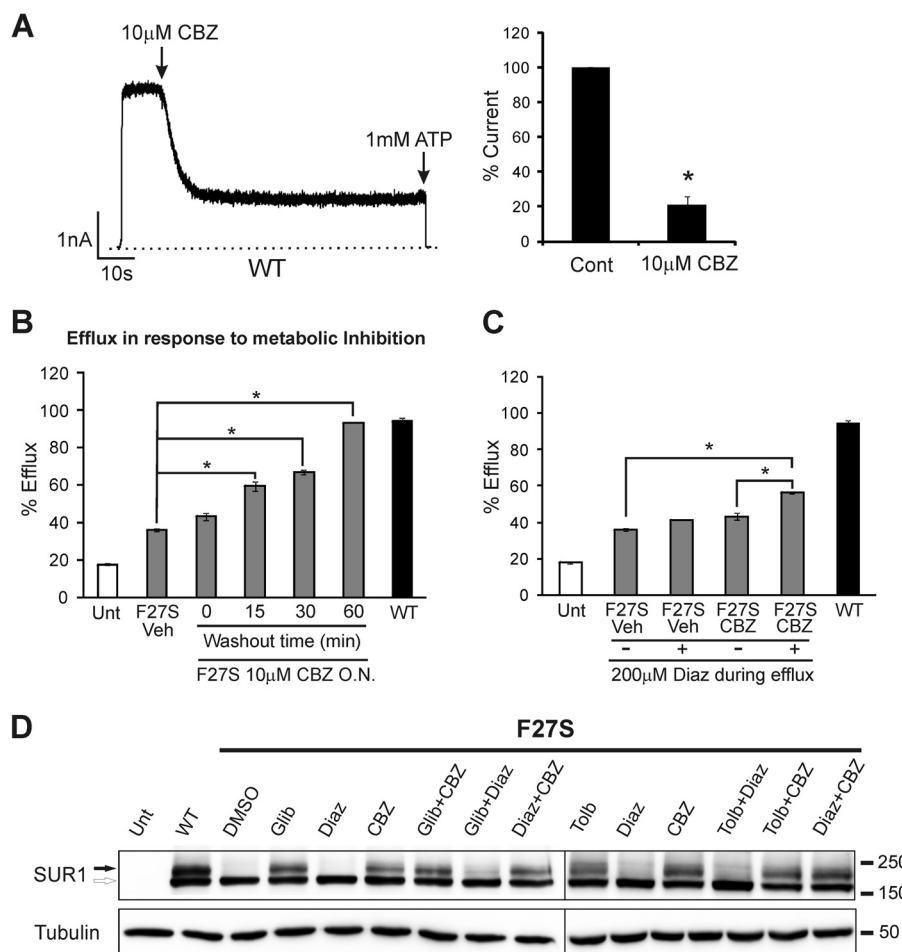 A
10μM CBZ
1mM ATP
1nA
10s
WT
% Current
120
100
80
60
40
20
0
*
Cont
10μM CBZ
B
Efflux in response to metabolic Inhibition
% Efflux
120
100
80
60
40
20
0
*
*
*
Unt
F27S
Veh
0
15
30
60
WT
Washout time (min)
F27S 10μM CBZ O.N.
C
% Efflux
120
100
80
60
40
20
0
*
*
Unt
F27S
Veh
F27S
Veh
F27S
CBZ
F27S
CBZ
WT
- + - +
200μM Diaz during efflux
D
F27S
Unt
WT
DMSO
Glib
Diaz
CBZ
Glib+CBZ
Glib+Diaz
Diaz+CBZ
Tolb
Diaz
CBZ
Tolb+Diaz
Tolb+CBZ
Diaz+CBZ
SUR1
250
150
Tubulin
50